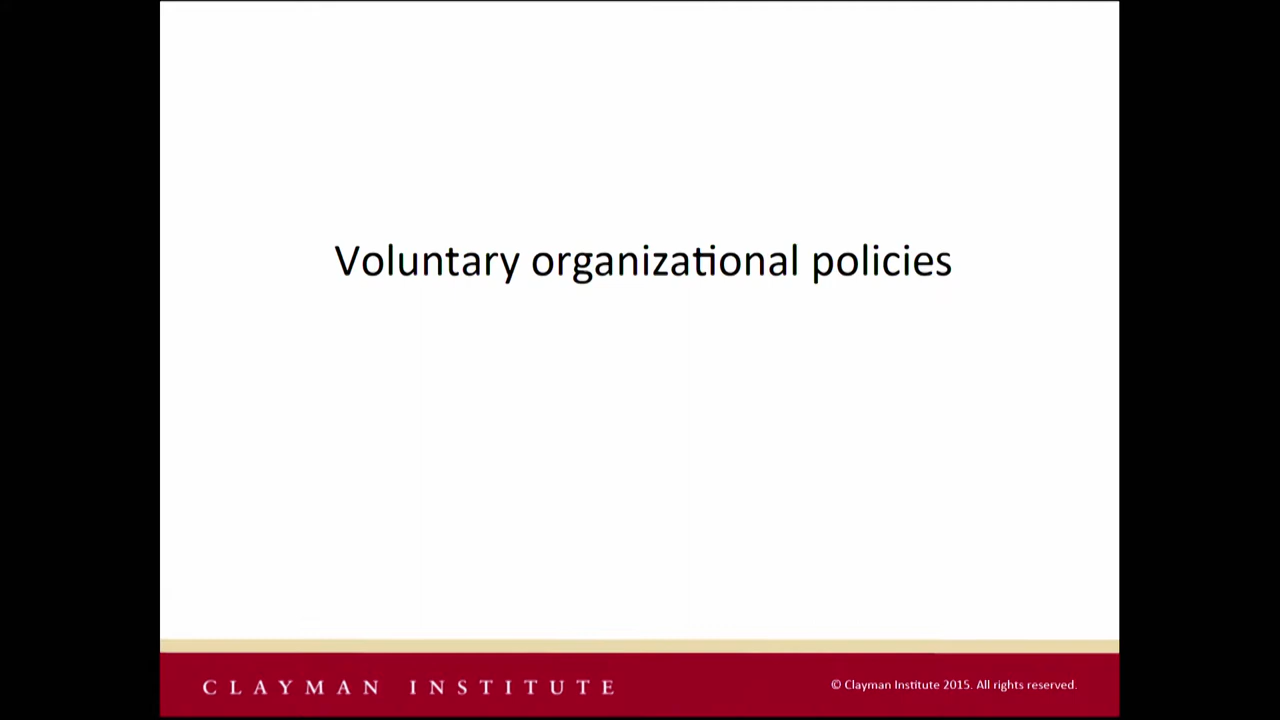 Voluntary organizational policies
CLAYMAN INSTITUTE
© Clayman Institute 2015. All rights reserved.